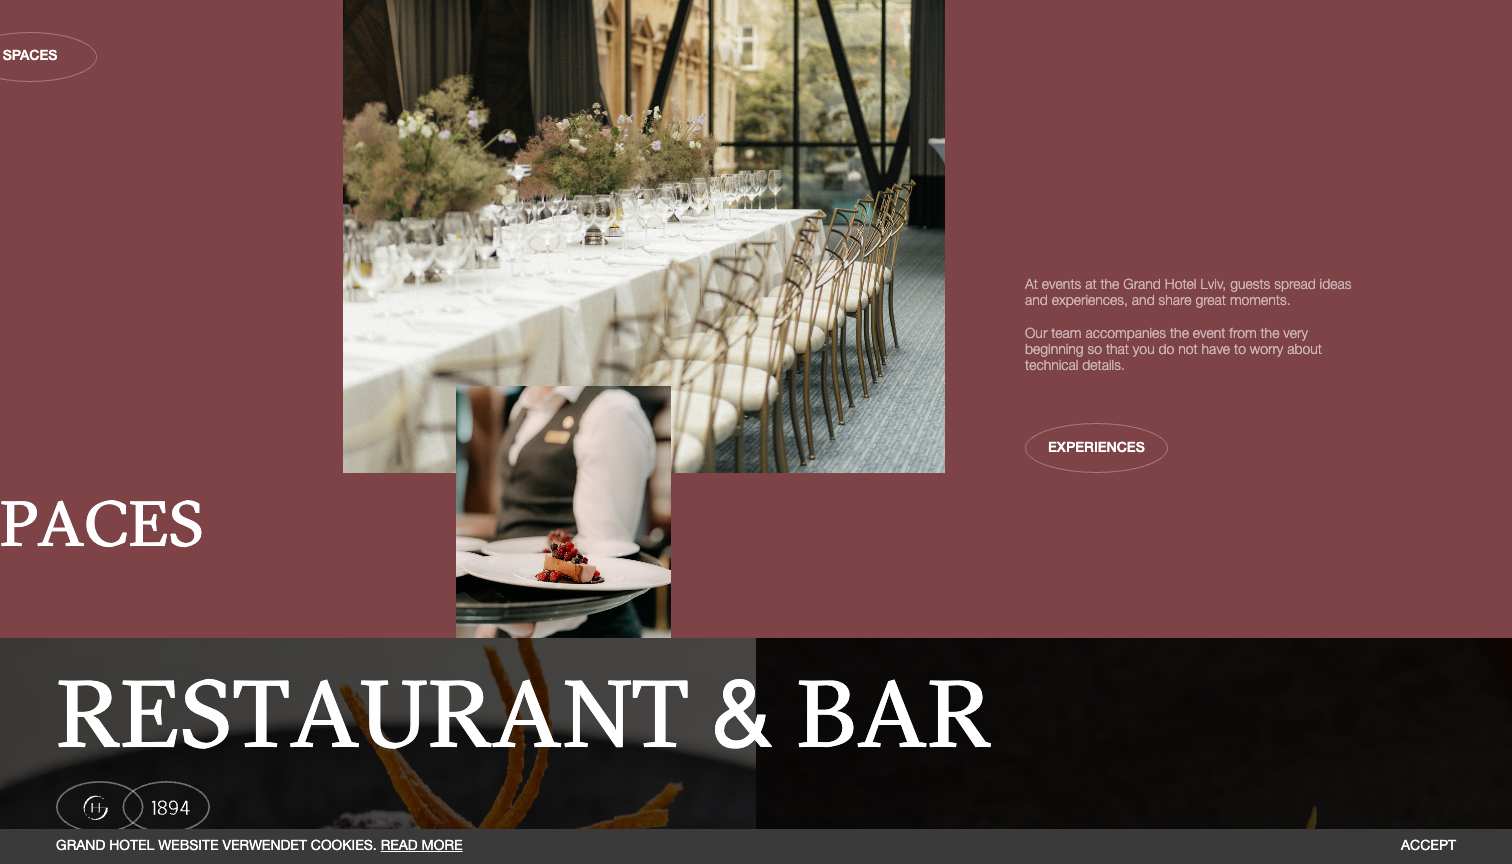 SPACES
At events at the Grand Hotel Lviv, guests spread ideas
and experiences, and share great moments.
Our team accompanies the event from the very
beginning so that you do not have to worry about
technical details.
EXPERIENCES
PACES
RESTAURANT & BAR
H 1894
GRAND HOTEL WEBSITE VERWENDET COOKIES. READ MORE
ACCEPT